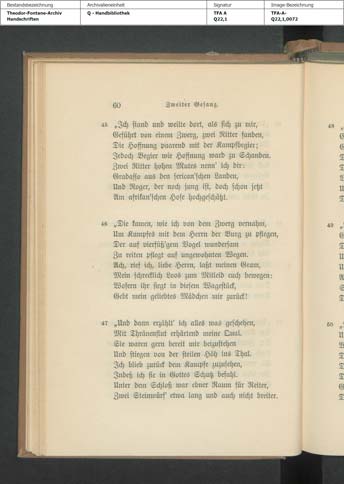 Bestandsbezeichnung
Archivalieneinheit
Signatur
Image-Bezeichnung
Theodor-Fontane-Archiv
Handschriften
Q - Handbibliothek
TFA A
Q22,1
TFA-A-
Q22,1,0072
60 Zweiter Gesang.
45 „Ich stand und weilte dort, als sich zu mir,
Geführt von einem Zwerg, zwei Ritter fanden,
Die Hoffnung paarend mit der Kampfbegier;
Jedoch Begier wie Hoffnung ward zu Schanden.
Zwei Ritter hohen Mutes nenn' ich dir:
Gradasso aus den serican'schen Landen,
Und Roger, der noch jung ist, doch schon jetzt
Am afrikan'schen Hofe hochgeschätzt.
46 „Die kamen, wie ich von dem Zwerg vernahm,
Um Kampfes mit dem Herrn der Burg zu pflegen,
Der auf vierfüß'gen Vogel wundersam
Zu reiten pflegt auf ungewohnten Wegen.
Ach, rief ich, liebe Herrn, laßt meinen Gram,
Mein schrecklich Loos zum Mitleid euch bewegen:
Wofern ihr siegt in diesem Wagestück,
Gebt mein geliebtes Mädchen mir zurück!
47 „Und dann erzählt' ich alles was geschehen,
Mit Thränenflut erhärtend meine Qual.
Sie waren gern bereit mir beizustehen
Und stiegen von der steilen Höh ins Thal.
Ich blieb zurück dem Kampfe zuzusehen,
Indeß ich sie in Gottes Schutz befahl.
Unter dem Schloß war ebner Raum für Reiter,
Zwei Steinwürf' etwa lang und auch nicht breiter.
48
49
50